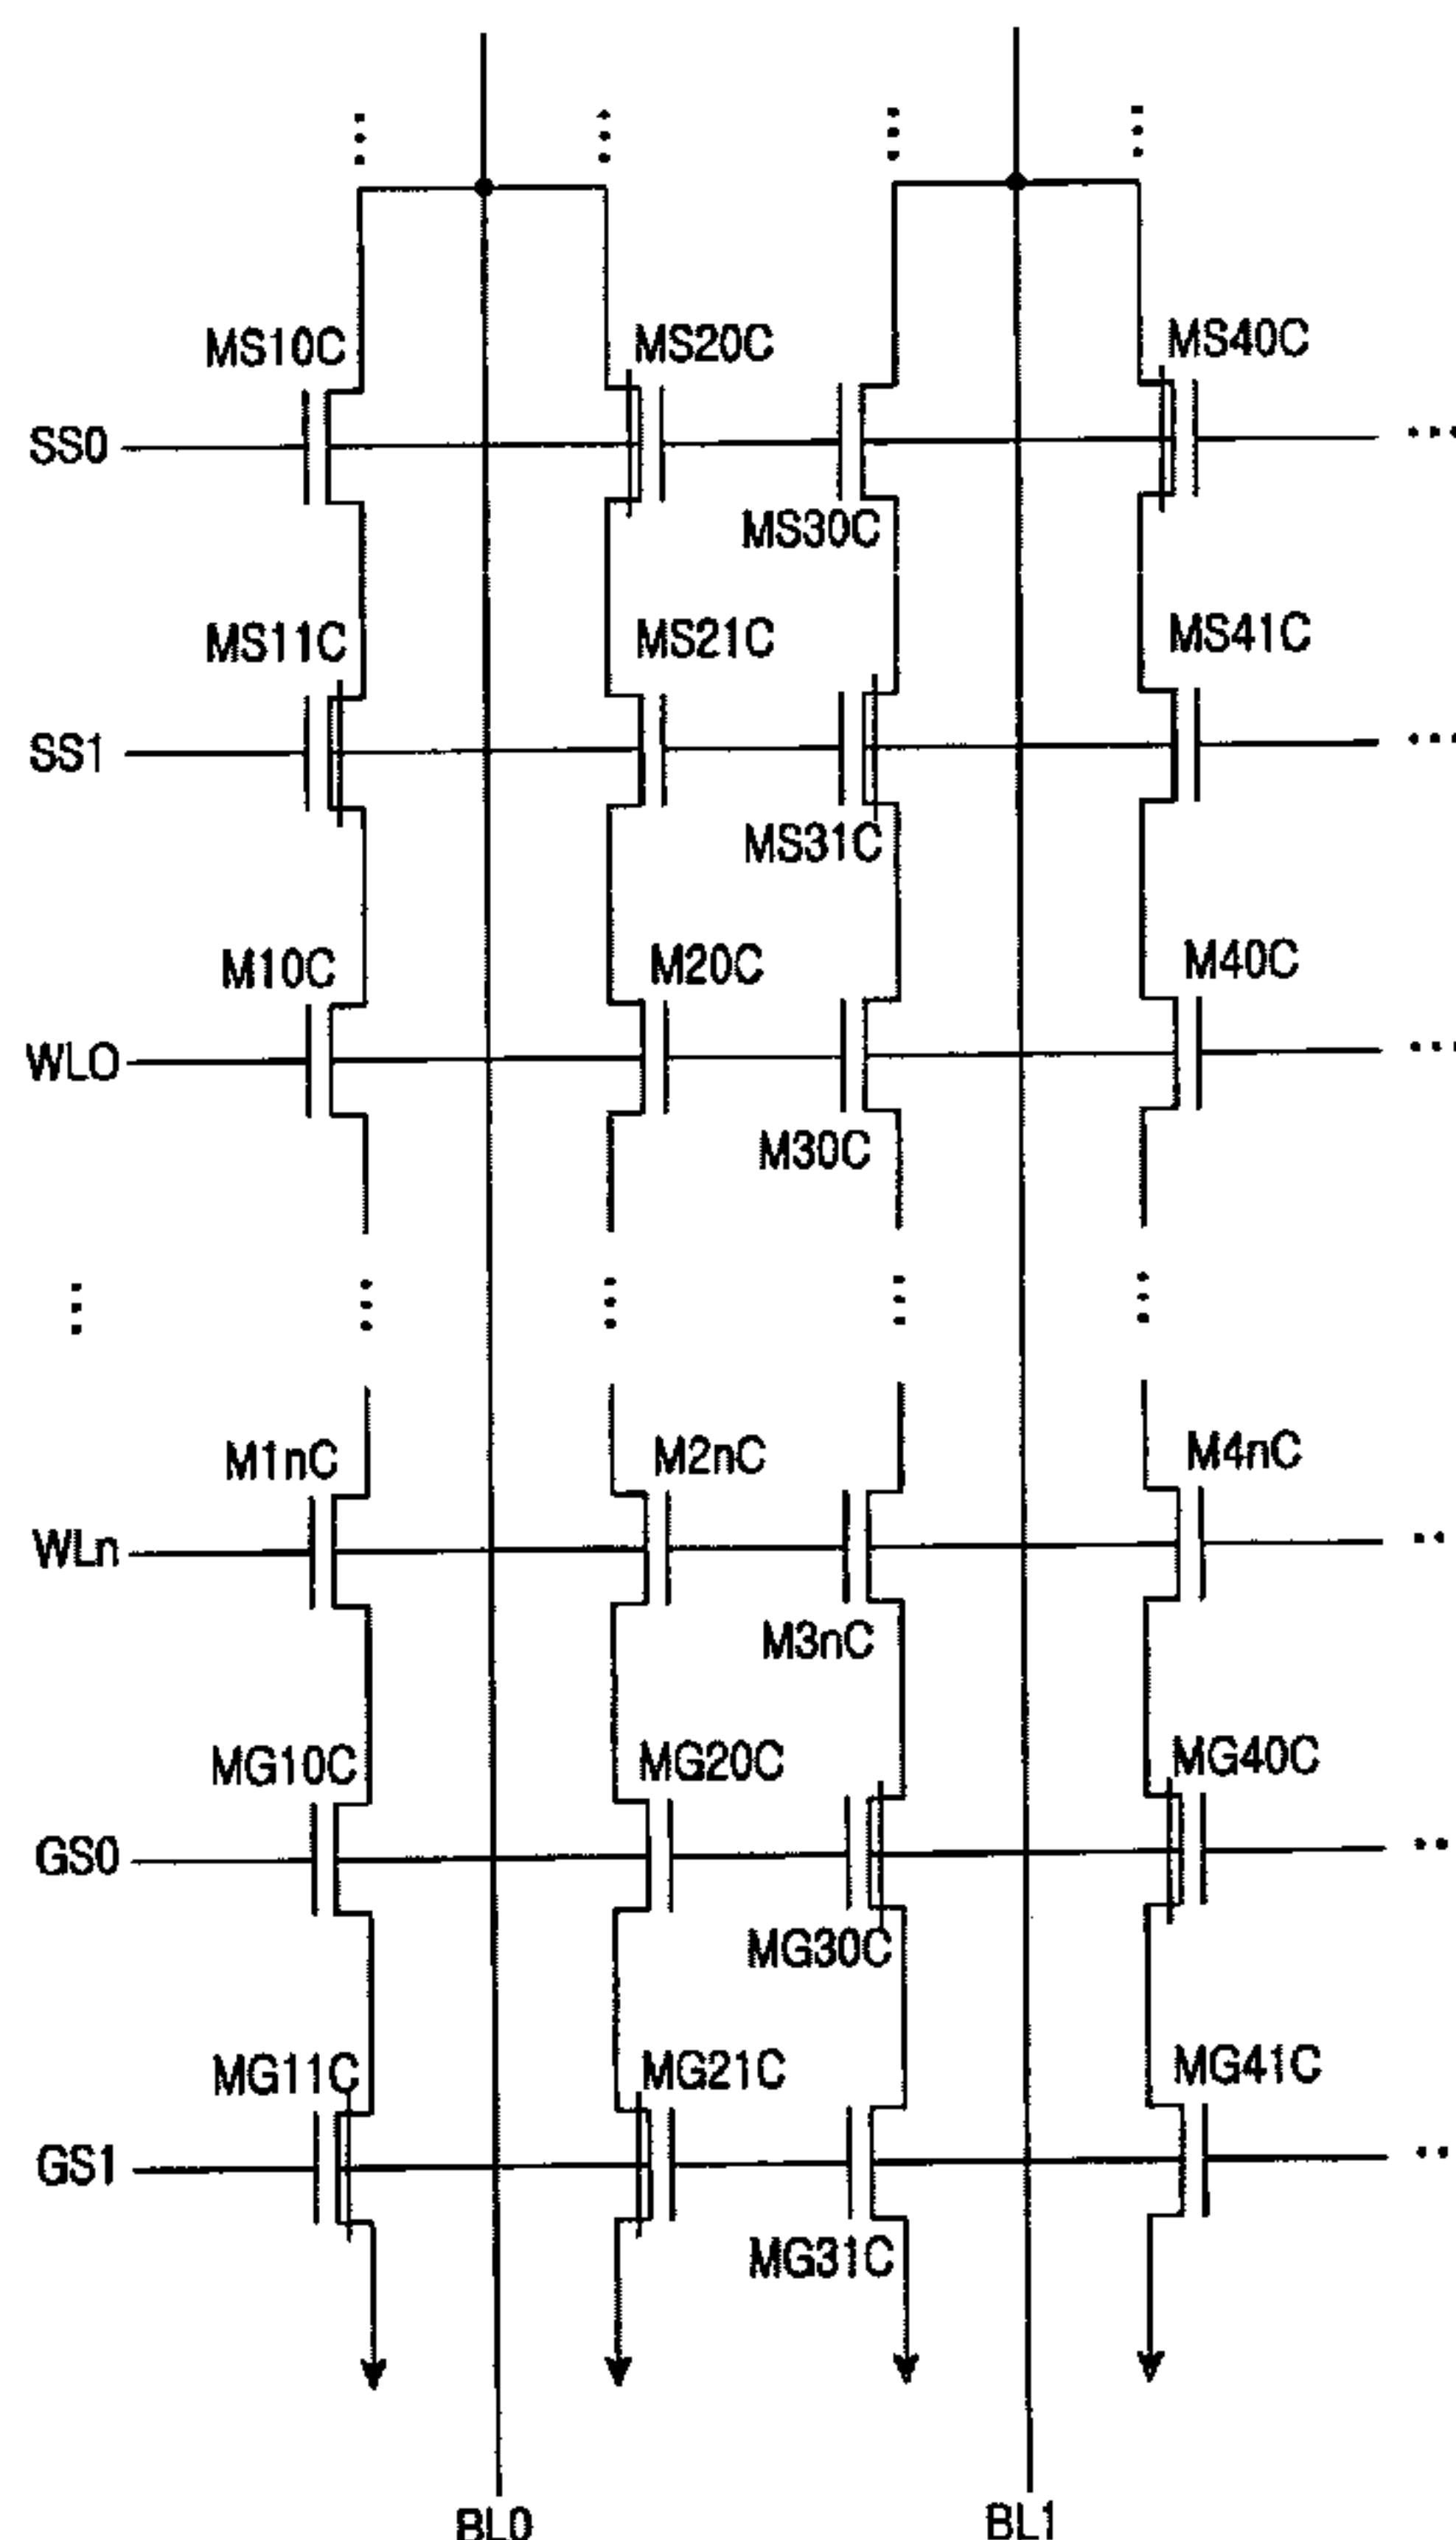 MS10C MS20C MS40C
SS0
MS30C
MS11C MS21C MS41C
SS1
MS31C
M10C M20C M40C
WLO
M30C
M1nC M2nC M4nC
WLn
M3nC
MG10C MG20C MG40C
GS0
MG30C
MG11C MG21C MG41C
GS1
MG31C
BL0 BL1